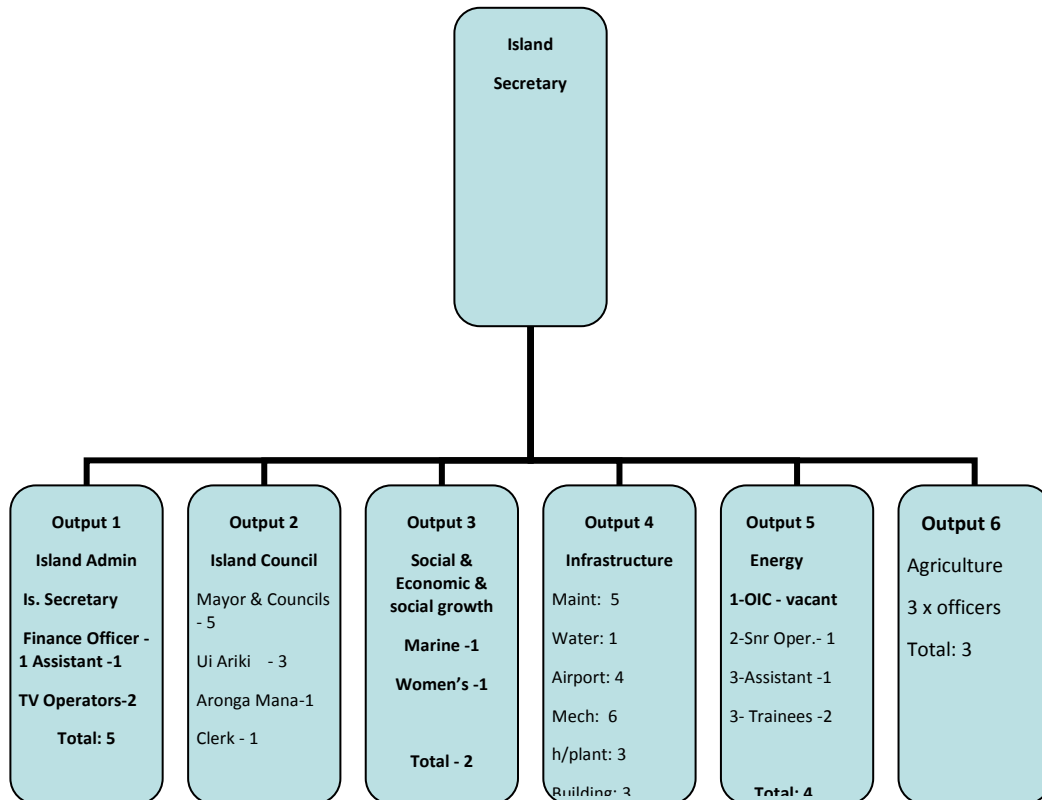 Island
Secretary
Output 1
Island Admin
Is. Secretary
Finance Officer -
1 Assistant -1
TV Operators-2
Total: 5
Output 2
Island Council
Mayor & Councils
- 5
Ui Ariki - 3
Aronga Mana-1
Clerk - 1
Output 3
Social &
Economic &
social growth
Marine -1
Women's -1
Total - 2
Output 4
Infrastructure
Maint: 5
Water: 1
Airport: 4
Mech: 6
h/plant: 3
Building: 3
Output 5
Energy
1-OIC - vacant
2-Snr Oper.- 1
3-Assistant -1
3- Trainees -2
Total: 4
Output 6
Agriculture
3 x officers
Total: 3